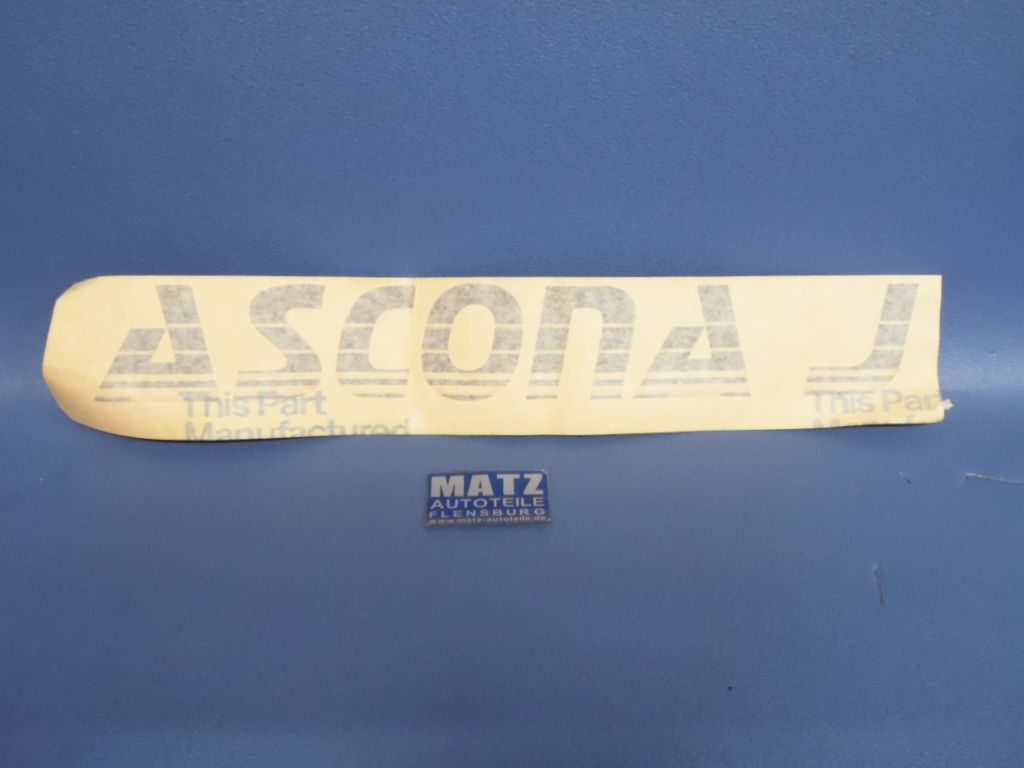 ASCONA J
This Part
Manufactured
This Par
MATZ
AUTOTEILE
FLENSBURG
www.matz-autoteile.de